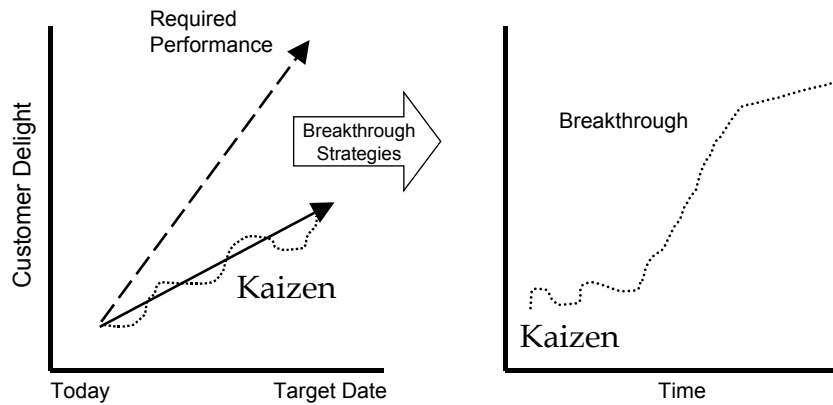 Required
Performance
Customer Delight
Breakthrough
Strategies
Kaizen
Today
Target Date
Breakthrough
Kaizen
Time